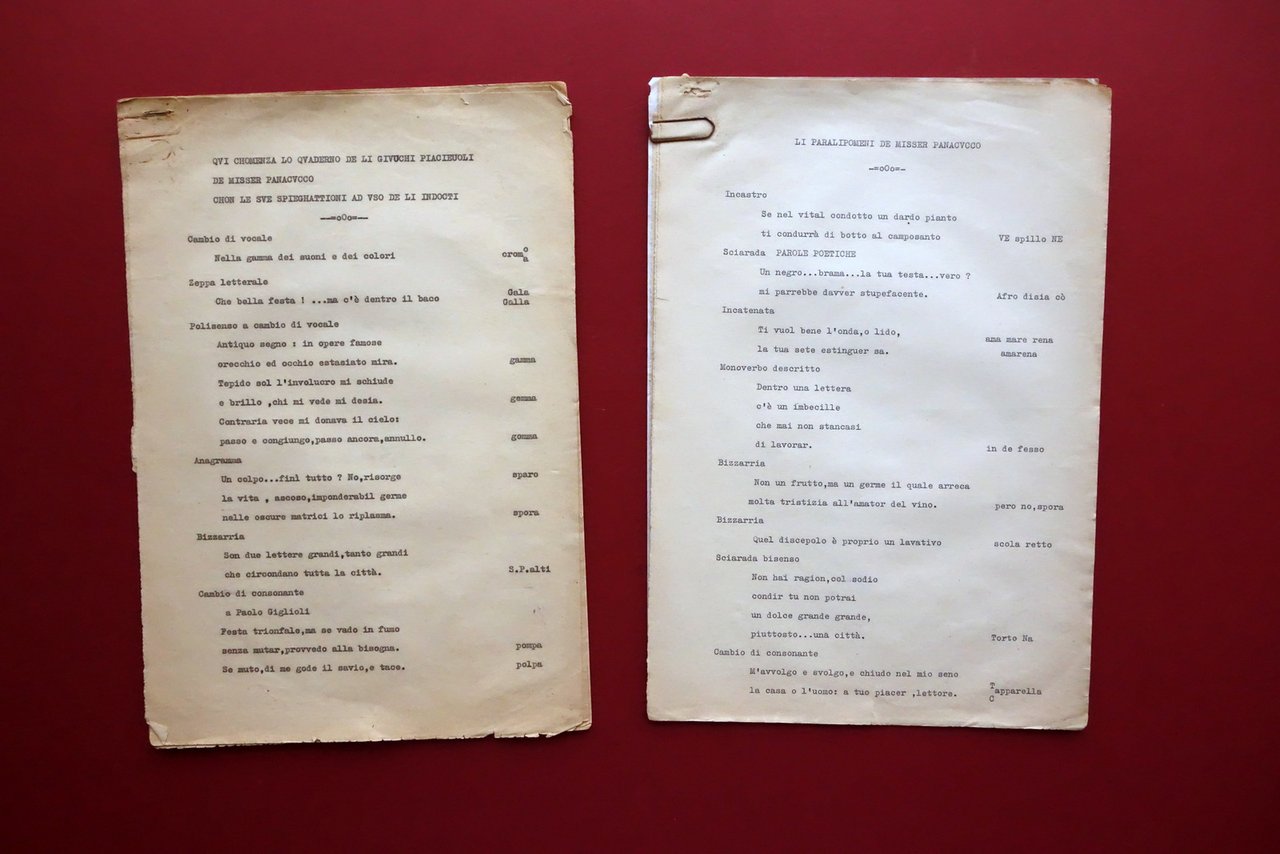 QVI CHOMENZA LO QVADERNO DE LI GIVUCHI PIACIEUOLI
DE MISSER PANACVCCO
CHON LE SVE SPIEGHATTIONI AD VSO DE LI INDOCTI
--=oOo=--
Cambio di vocale
Nella gamma dei suoni e dei colori crom o a
Zeppa letterale
Che bella festa ! ...ma c'è dentro il baco Gala Galla
Polisenso a cambio di vocale
Antiquo segno : in opere famose
orecchio ed occhio estasiato mira. gamma
Tepido sol l'involucro mi schiude
e brillo ,chi mi vede mi desia. gemma
Contraria vece mi donava il cielo:
passo e congiungo,passo ancora,annullo. gomma
Anagramma
Un colpo...finì tutto ? No,risorge sparo
la vita , ascoso,imponderabil germe
nelle oscure matrici lo riplasma. spora
Bizzarria
Son due lettere grandi,tanto grandi
che circondano tutta la città. S.P.alti
Cambio di consonante
a Paolo Giglioli
Festa trionfale,ma se vado in fumo
senza mutar,provvedo alla bisogna. pompa
Se muto,di me gode il savio,e tace. polpa
LI PARALIPOMENI DE MISSER PANACVCCO
-=oOo=-
Incastro
Se nel vital condotto un dardo pianto
ti condurrà di botto al camposanto VE spillo NE
Sciarada PAROLE POETICHE
Un negro...brama...la tua testa...vero ?
mi parrebbe davver stupefacente. Afro disia cò
Incatenata
Ti vuol bene l'onda,o lido, ama mare rena
la tua sete estinguer sa. amarena
Monoverbo descritto
Dentro una lettera
c'è un imbecille
che mai non stancasi
di lavorar. in de fesso
Bizzarria
Non un frutto,ma un germe il quale arreca
molta tristizia all'amator del vino. pero no,spora
Bizzarria
Quel discepolo è proprio un lavativo scola retto
Sciarada bisenso
Non hai ragion,col sodio
condir tu non potrai
un dolce grande grande,
piuttosto...una città. Torto Na
Cambio di consonante
M'avvolgo e svolgo,e chiudo nel mio seno
la casa o l'uomo: a tuo piacer ,lettore. T C apparella